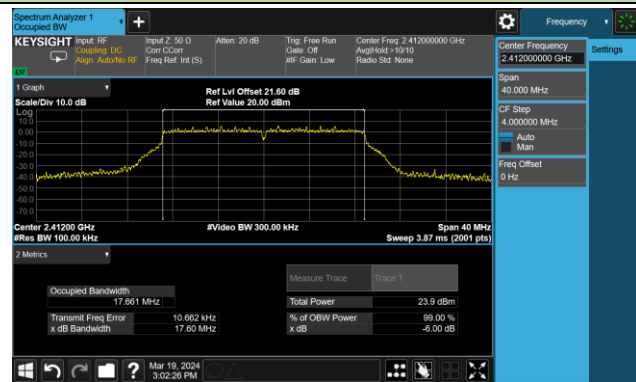 Spectrum Analyzer 1
Occupied BW
Frequency
KEYSIGHT
Input: RF
Coupling: DC
Align: Auto/No RF
Input Z: 50 Ω
Corr CCorr
Freq Ref: Int (S)
Atten: 20 dB
Trig: Free Run
Gate: Off
#IF Gain: Low
Center Freq: 2.412000000 GHz
Avg|Hold:>10/10
Radio Std: None
Center Frequency
2.412000000 GHz
Settings
Span
40.000 MHz
CF Step
4.000000 MHz
Auto
Man
Freq Offset
0 Hz
1 Graph
Scale/Div 10.0 dB
Ref Lvl Offset 21.60 dB
Ref Value 20.00 dBm
Log
10.0
0.00
-10.0
-20.0
-30.0
-40.0
-50.0
-60.0
-70.0
Center 2.41200 GHz
#Res BW 100.00 kHz
#Video BW 300.00 kHz
Span 40 MHz
Sweep 3.87 ms (2001 pts)
2 Metrics
Measure Trace
Trace 1
Occupied Bandwidth
17.661 MHz
Total Power
23.9 dBm
Transmit Freq Error
10.662 kHz
% of OBW Power
99.00 %
x dB Bandwidth
17.60 MHz
x dB
-6.00 dB
Mar 19, 2024
3:02:26 PM